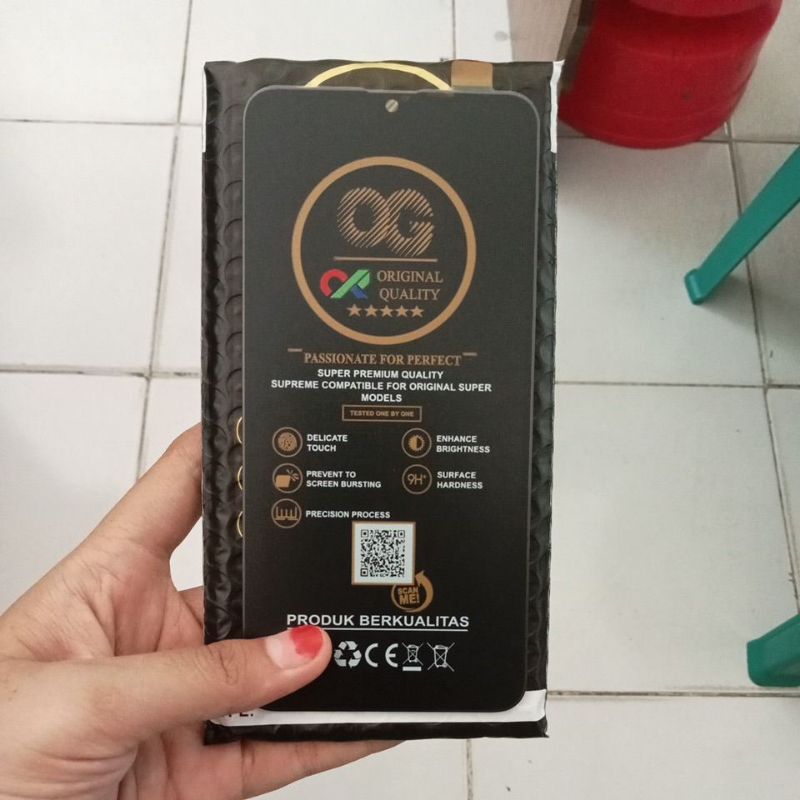 OG
ORIGINAL
QUALITY
PASSIONATE FOR PERFECT
SUPER PREMIUM QUALITY
SUPREME COMPATIBLE FOR ORIGINAL SUPER
MODELS
TESTED ONE BY ONE
DELICATE
TOUCH
ENHANCE
BRIGHTNESS
PREVENT TO
SCREEN BURSTING
9H+
SURFACE
HARDNESS
PRECISION PROCESS
SCAN
ME!
PRODUK BERKUALITAS
CE